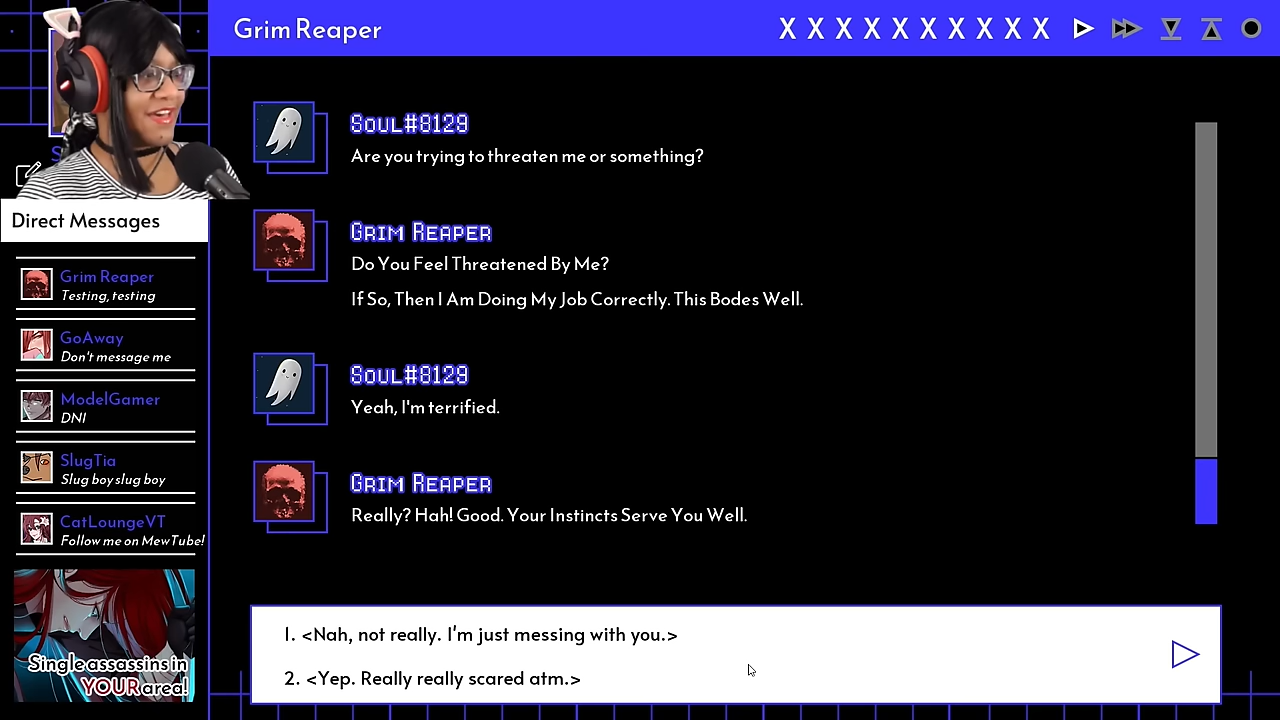 Grim Reaper
X X X X X X X X X X
Direct Messages
Grim Reaper
Testing, testing
GoAway
Don't message me
ModelGamer
DNI
SlugTia
Slug boy slug boy
CatLoungeVT
Follow me on MewTube!
Single assassins in
YOUR area!
Soul#8129
Are you trying to threaten me or something?
Grim Reaper
Do You Feel Threatened By Me?
If So, Then I Am Doing My Job Correctly. This Bodes Well.
Soul#8129
Yeah, I'm terrified.
Grim Reaper
Really? Hah! Good. Your Instincts Serve You Well.
1. <Nah, not really. I'm just messing with you.>
2. <Yep. Really really scared atm.>